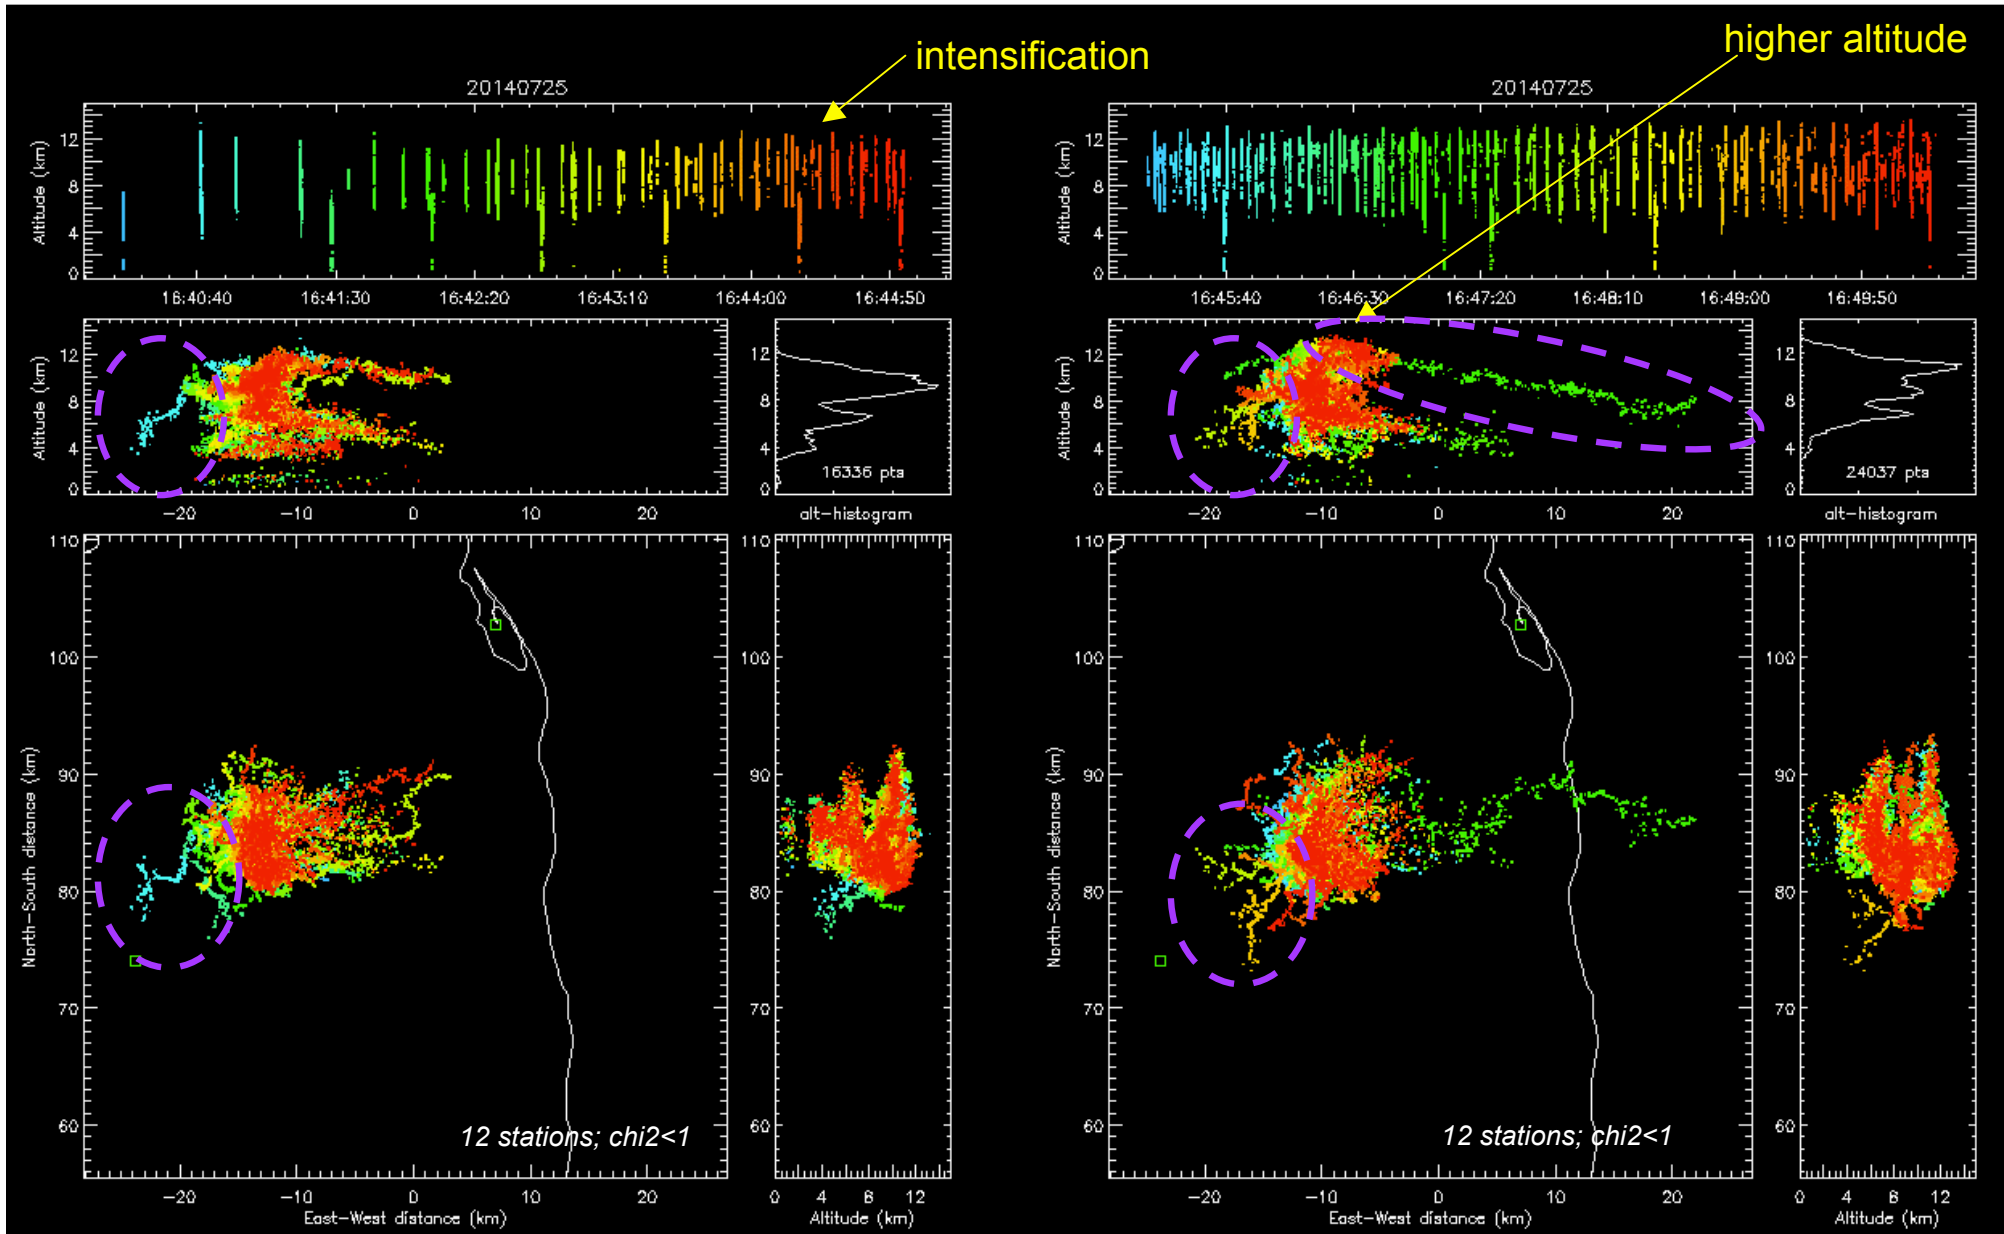 intensification
higher altitude
20140725
Altitude (km)
12
8
4
0
16:40:40 16:41:30 16:42:20 16:43:10 16:44:00 16:44:50
Altitude (km)
12
8
4
0
−20 −10 0 10 20
12
8
4
0
16336 pts
alt−histogram
North−South distance (km)
110
100
90
80
70
60
12 stations; chi2<1
−20 −10 0 10 20
East−West distance (km)
110
100
90
80
70
60
0 4 8 12
Altitude (km)
20140725
Altitude (km)
12
8
4
0
16:45:40 16:46:30 16:47:20 16:48:10 16:49:00 16:49:50
Altitude (km)
12
8
4
0
−20 −10 0 10 20
12
8
4
0
24037 pts
alt−histogram
North−South distance (km)
110
100
90
80
70
60
12 stations; chi2<1
−20 −10 0 10 20
East−West distance (km)
110
100
90
80
70
60
0 4 8 12
Altitude (km)